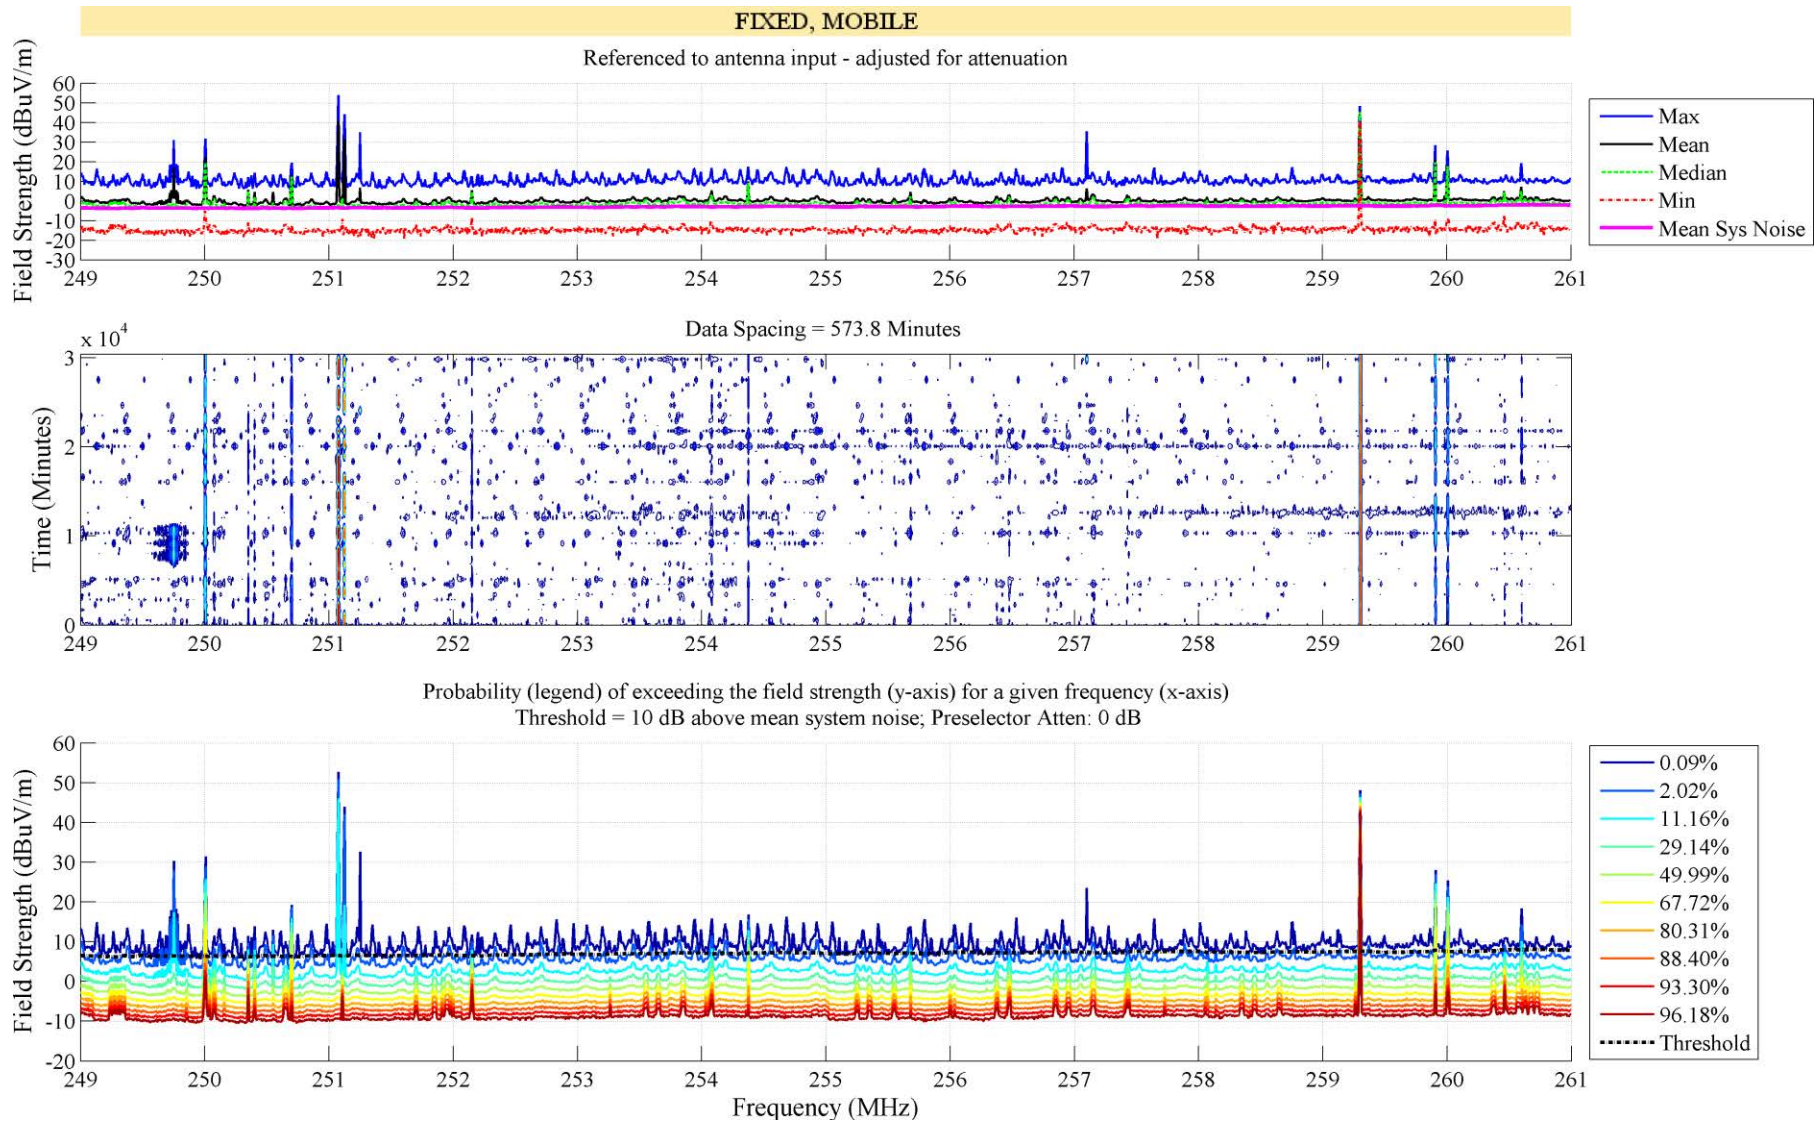 FIXED, MOBILE
Referenced to antenna input - adjusted for attenuation
Field Strength (dBuV/m)
60
50
40
30
20
10
0
-10
-20
-30
249 250 251 252 253 254 255 256 257 258 259 260 261
Max
Mean
Median
Min
Mean Sys Noise
Data Spacing = 573.8 Minutes
x 10^4
Time (Minutes)
3
2
1
0
249 250 251 252 253 254 255 256 257 258 259 260 261
Probability (legend) of exceeding the field strength (y-axis) for a given frequency (x-axis)
Threshold = 10 dB above mean system noise; Preselector Atten: 0 dB
Field Strength (dBuV/m)
60
50
40
30
20
10
0
-10
-20
249 250 251 252 253 254 255 256 257 258 259 260 261
Frequency (MHz)
0.09%
2.02%
11.16%
29.14%
49.99%
67.72%
80.31%
88.40%
93.30%
96.18%
Threshold